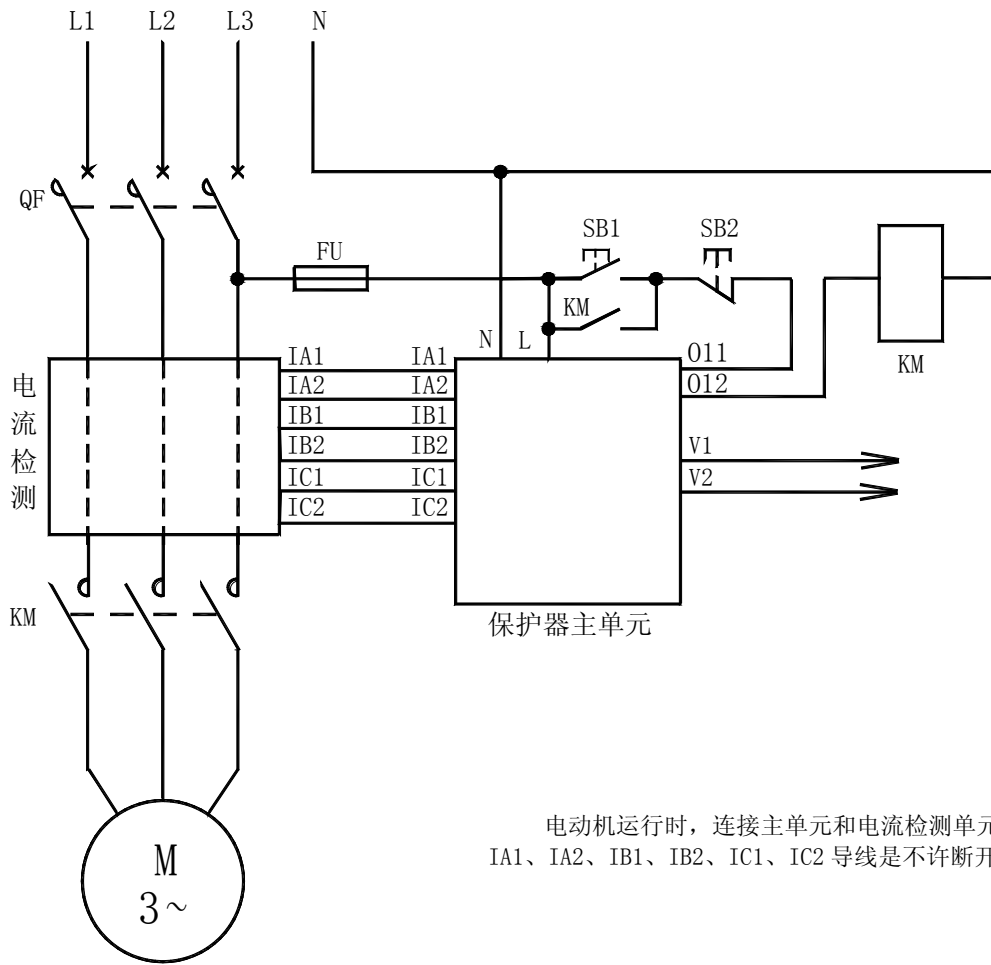 L1 L2 L3 N
QF
SB1 SB2
FU
KM
N L
KM
IA1 IA1 O11
IA2 IA2 O12
IB1 IB1
IB2 IB2 V1
IC1 IC1 V2
IC2 IC2
电
流
检
测
KM
保护器主单元
M
3~
电动机运行时，连接主单元和电流检测单元
IA1、IA2、IB1、IB2、IC1、IC2 导线是不许断开